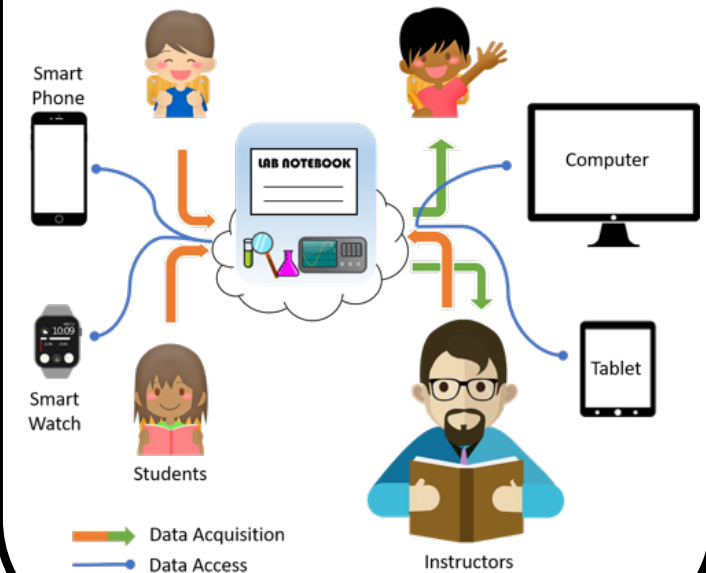 Smart
Phone
LAB NOTEBOOK
Computer
10:09
Smart
Watch
Tablet
Students
Data Acquisition
Data Access
Instructors